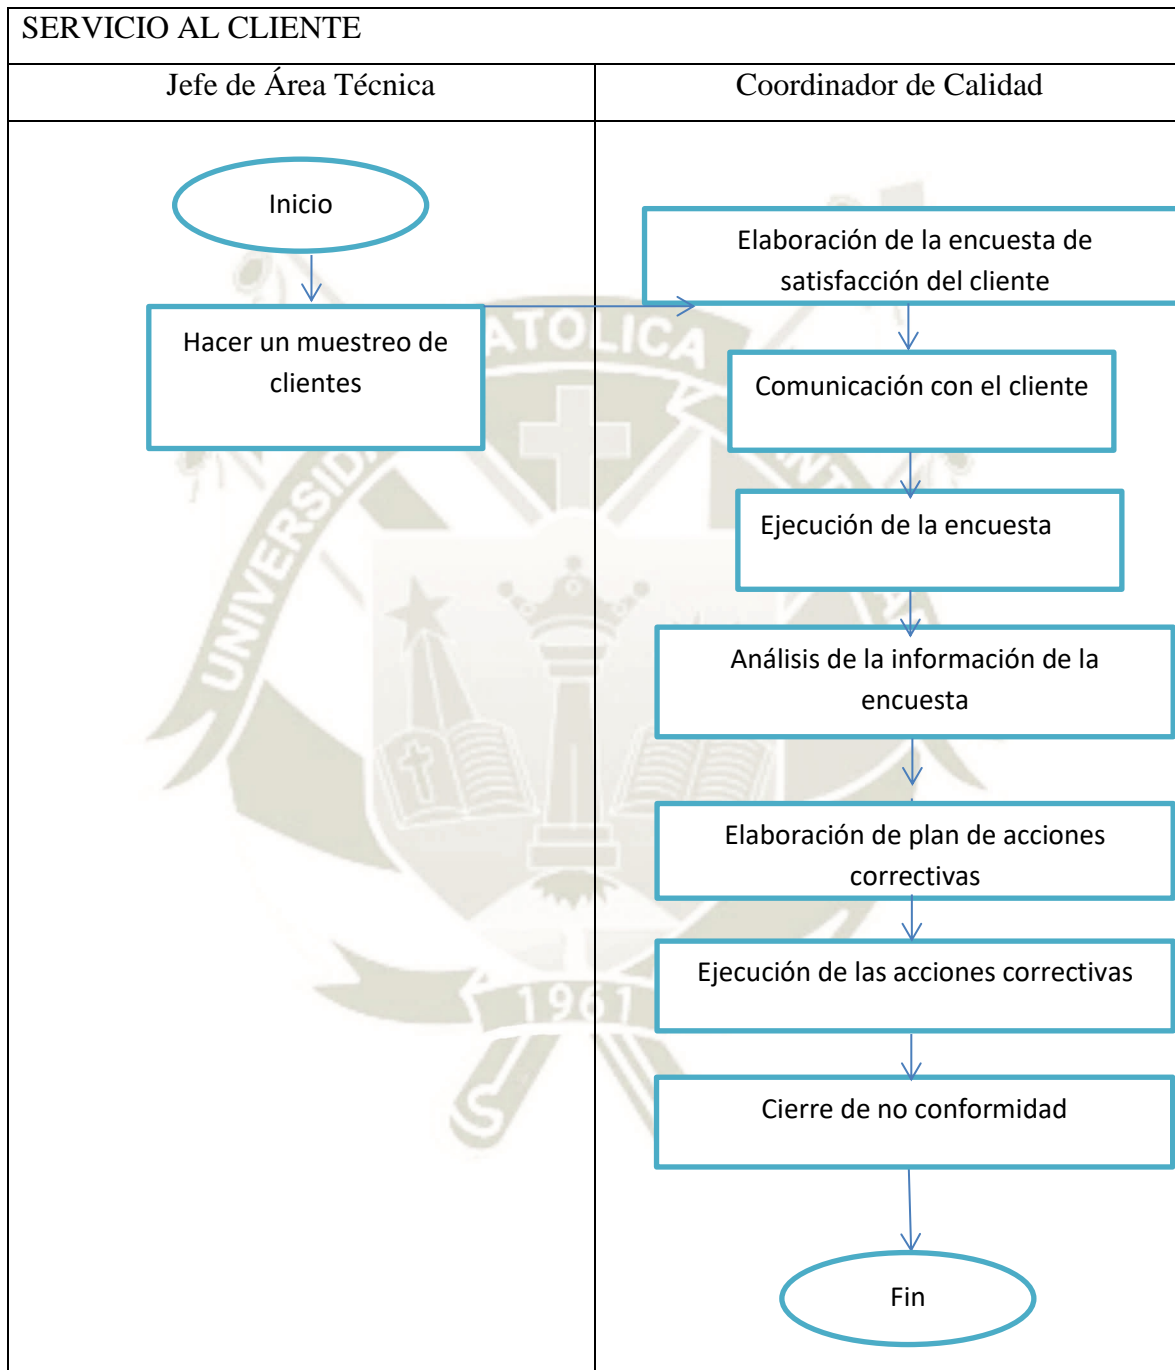 SERVICIO AL CLIENTE
Jefe de Área Técnica
Coordinador de Calidad
Inicio
Hacer un muestreo de
clientes
Elaboración de la encuesta de
satisfacción del cliente
Comunicación con el cliente
Ejecución de la encuesta
Análisis de la información de la
encuesta
Elaboración de plan de acciones
correctivas
Ejecución de las acciones correctivas
Cierre de no conformidad
Fin
1961